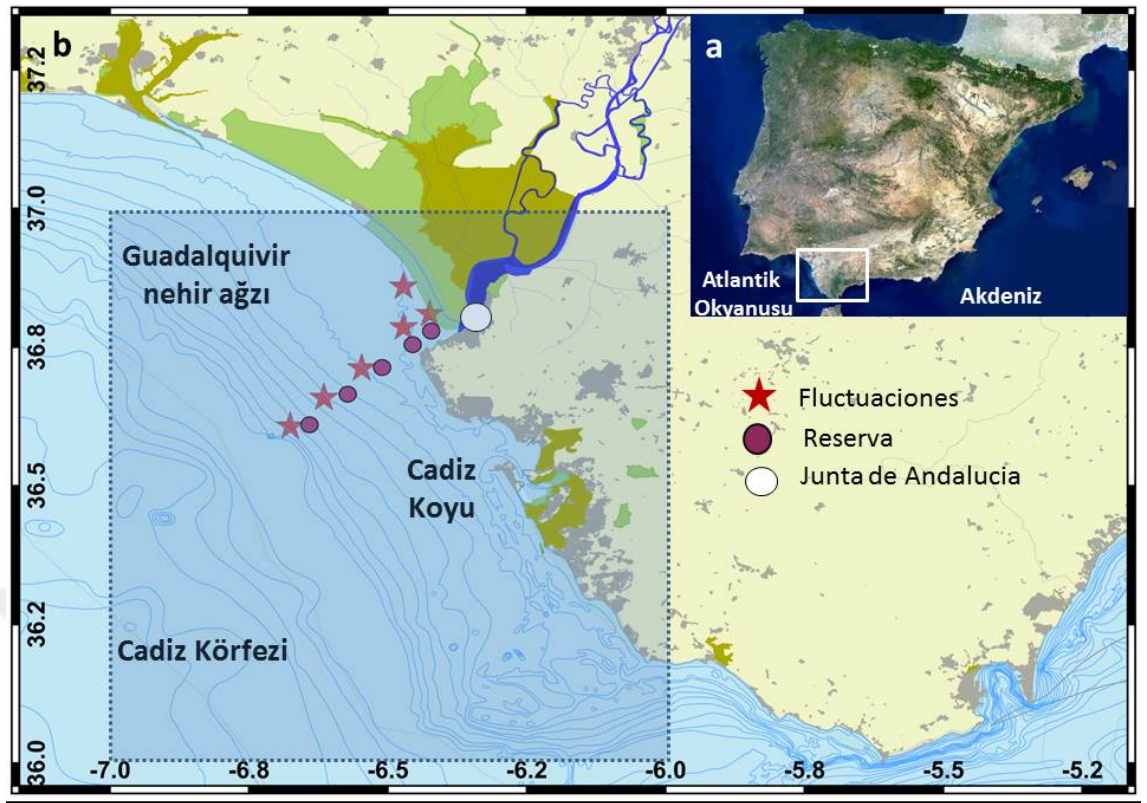 b
a
37.2
37.0
36.8
36.5
36.2
36.0
Guadalquivir
nehir ağzı
Atlantik
Okyanusu
Akdeniz
Fluctuaciones
Reserva
Junta de Andalucía
Cadiz
Koyu
Cadiz Körfezi
-7.0 -6.8 -6.5 -6.2 -6.0 -5.8 -5.5 -5.2